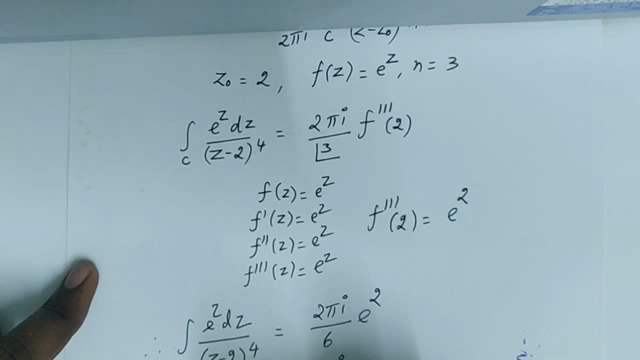 2πi c (z-z₀)
z₀ = 2, f(z) = e^z, n = 3
∫_c e^z dz / (z-2)^4 = 2πi / ⌊3 f'''(2)
f(z) = e^z
f'(z) = e^z
f''(z) = e^z f'''(2) = e^2
f'''(z) = e^z
∴ ∫ e^z dz / (z-2)^4 = 2πi / 6 e^2